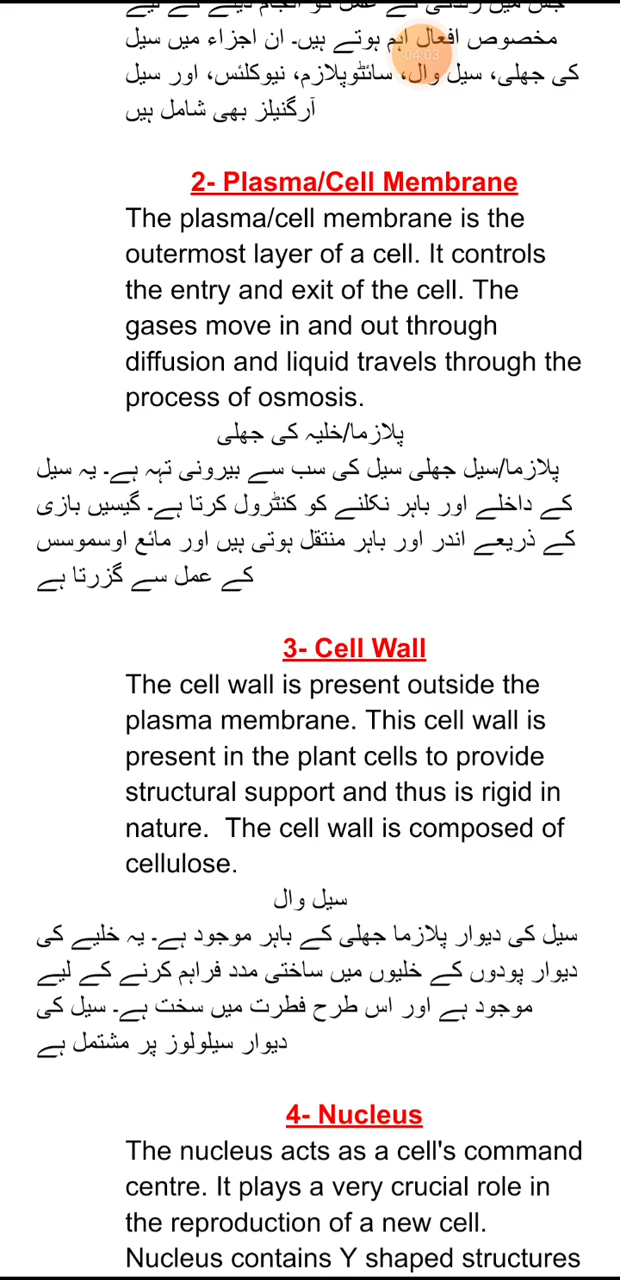 مخصوص افعال اہم ہوتے ہیں۔ ان اجزاء میں سیل
کی جھلی، سیل وال، سائٹوپلازم، نیوکلئس، اور سیل
آرگنیلز بھی شامل ہیں
04:03
2- Plasma/Cell Membrane
The plasma/cell membrane is the
outermost layer of a cell. It controls
the entry and exit of the cell. The
gases move in and out through
diffusion and liquid travels through the
process of osmosis.
پلازما/خلیہ کی جھلی
پلازما/سیل جھلی سیل کی سب سے بیرونی تہہ ہے۔ یہ سیل
کے داخلے اور باہر نکلنے کو کنٹرول کرتا ہے۔ گیسیں بازی
کے ذریعے اندر اور باہر منتقل ہوتی ہیں اور مائع اوسموسس
کے عمل سے گزرتا ہے
3- Cell Wall
The cell wall is present outside the
plasma membrane. This cell wall is
present in the plant cells to provide
structural support and thus is rigid in
nature.  The cell wall is composed of
cellulose.
سیل وال
سیل کی دیوار پلازما جھلی کے باہر موجود ہے۔ یہ خلیے کی
دیوار پودوں کے خلیوں میں ساختی مدد فراہم کرنے کے لیے
موجود ہے اور اس طرح فطرت میں سخت ہے۔ سیل کی
دیوار سیلولوز پر مشتمل ہے
4- Nucleus
The nucleus acts as a cell's command
centre. It plays a very crucial role in
the reproduction of a new cell.
Nucleus contains Y shaped structures